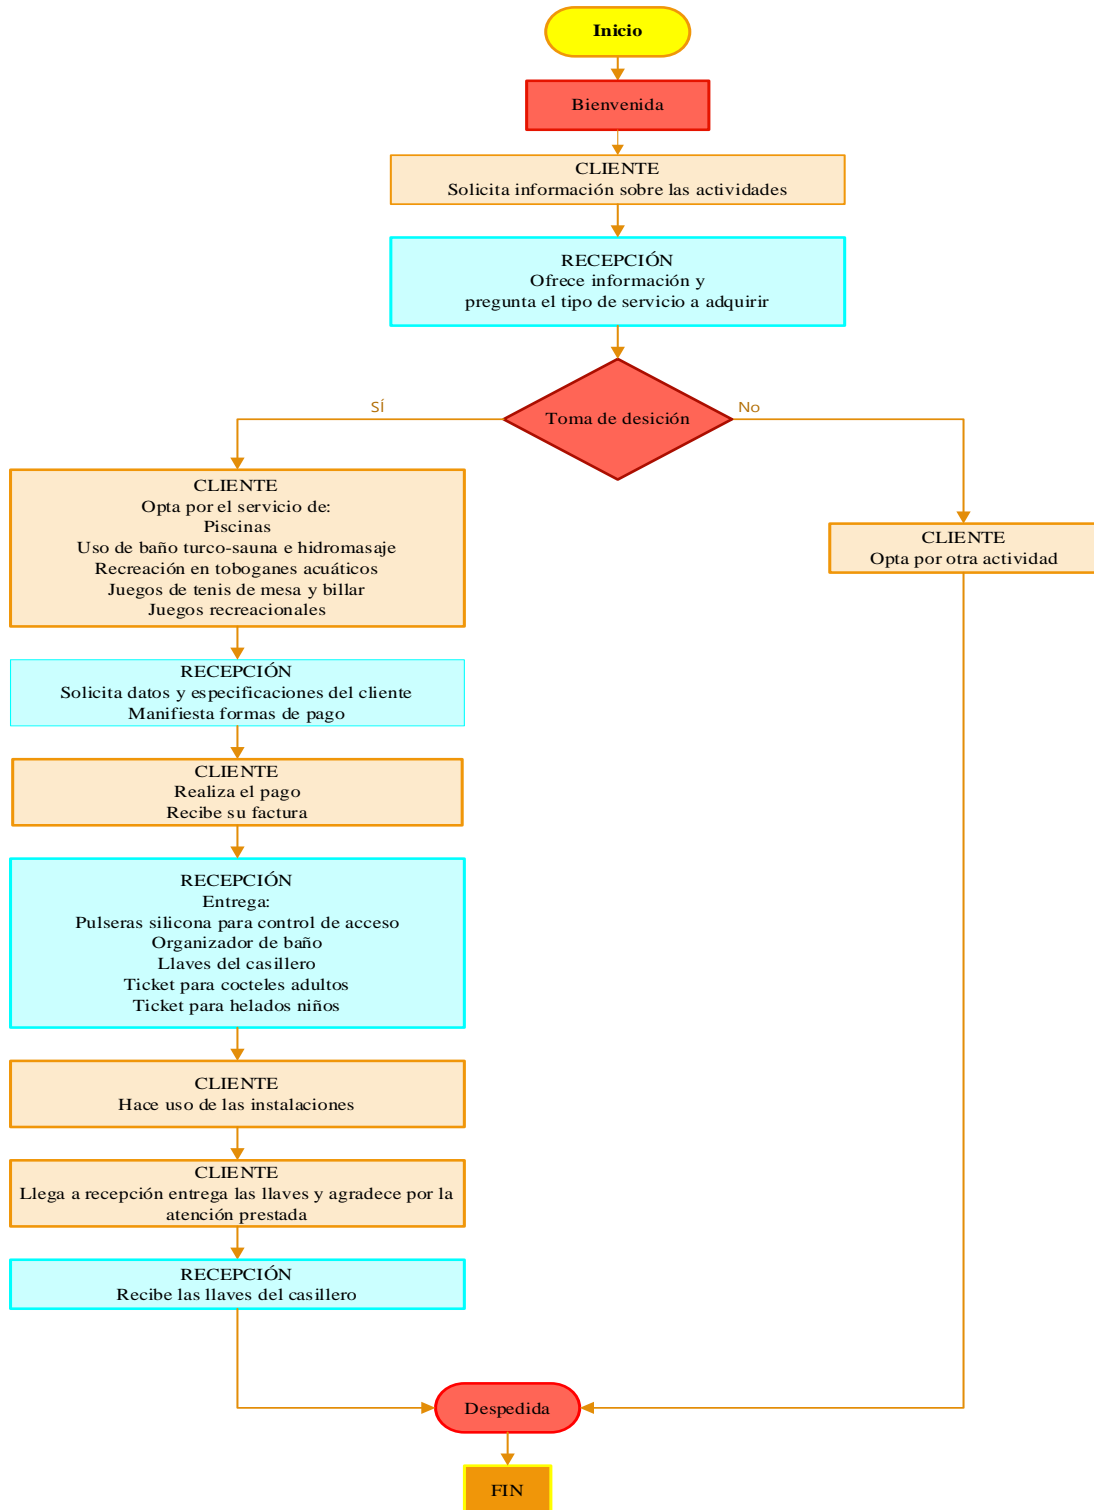 Inicio
Bienvenida
CLIENTE
Solicita información sobre las actividades
RECEPCIÓN
Ofrece información y
pregunta el tipo de servicio a adquirir
Toma de desición
SÍ
No
CLIENTE
Opta por el servicio de:
Piscinas
Uso de baño turco-sauna e hidromasaje
Recreación en toboganes acuáticos
Juegos de tenis de mesa y billar
Juegos recreacionales
CLIENTE
Opta por otra actividad
RECEPCIÓN
Solicita datos y especificaciones del cliente
Manifiesta formas de pago
CLIENTE
Realiza el pago
Recibe su factura
RECEPCIÓN
Entrega:
Pulseras silicona para control de acceso
Organizador de baño
Llaves del casillero
Ticket para cocteles adultos
Ticket para helados niños
CLIENTE
Hace uso de las instalaciones
CLIENTE
Llega a recepción entrega las llaves y agradece por la
atención prestada
RECEPCIÓN
Recibe las llaves del casillero
Despedida
FIN